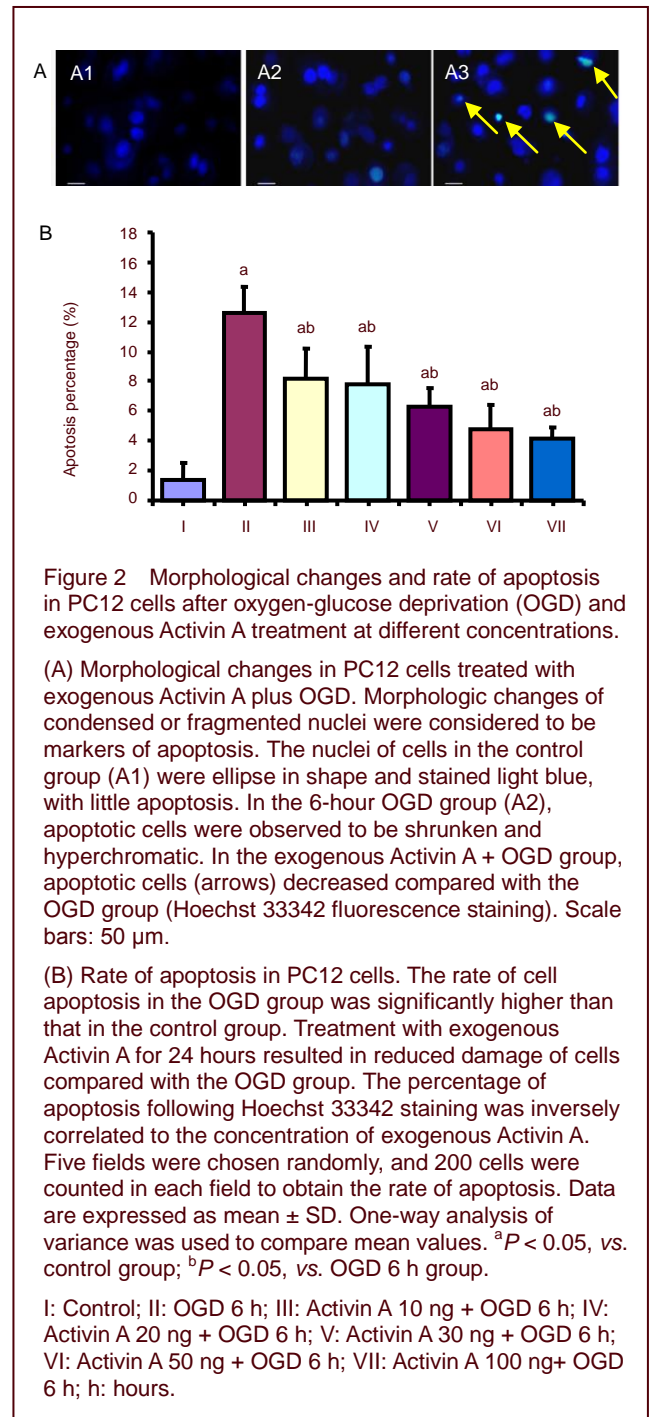 A A1 A2 A3
B
18
16
14
12
10
8
6
4
2
0
Apotosis percentage (%)
a
ab
ab
ab
ab
ab
I II III IV V VI VII
Figure 2 Morphological changes and rate of apoptosis
in PC12 cells after oxygen-glucose deprivation (OGD) and
exogenous Activin A treatment at different concentrations.
(A) Morphological changes in PC12 cells treated with
exogenous Activin A plus OGD. Morphologic changes of
condensed or fragmented nuclei were considered to be
markers of apoptosis. The nuclei of cells in the control
group (A1) were ellipse in shape and stained light blue,
with little apoptosis. In the 6-hour OGD group (A2),
apoptotic cells were observed to be shrunken and
hyperchromatic. In the exogenous Activin A + OGD group,
apoptotic cells (arrows) decreased compared with the
OGD group (Hoechst 33342 fluorescence staining). Scale
bars: 50 μm.
(B) Rate of apoptosis in PC12 cells. The rate of cell
apoptosis in the OGD group was significantly higher than
that in the control group. Treatment with exogenous
Activin A for 24 hours resulted in reduced damage of cells
compared with the OGD group. The percentage of
apoptosis following Hoechst 33342 staining was inversely
correlated to the concentration of exogenous Activin A.
Five fields were chosen randomly, and 200 cells were
counted in each field to obtain the rate of apoptosis. Data
are expressed as mean ± SD. One-way analysis of
variance was used to compare mean values. aP < 0.05, vs.
control group; bP < 0.05, vs. OGD 6 h group.
I: Control; II: OGD 6 h; III: Activin A 10 ng + OGD 6 h; IV:
Activin A 20 ng + OGD 6 h; V: Activin A 30 ng + OGD 6 h;
VI: Activin A 50 ng + OGD 6 h; VII: Activin A 100 ng+ OGD
6 h; h: hours.